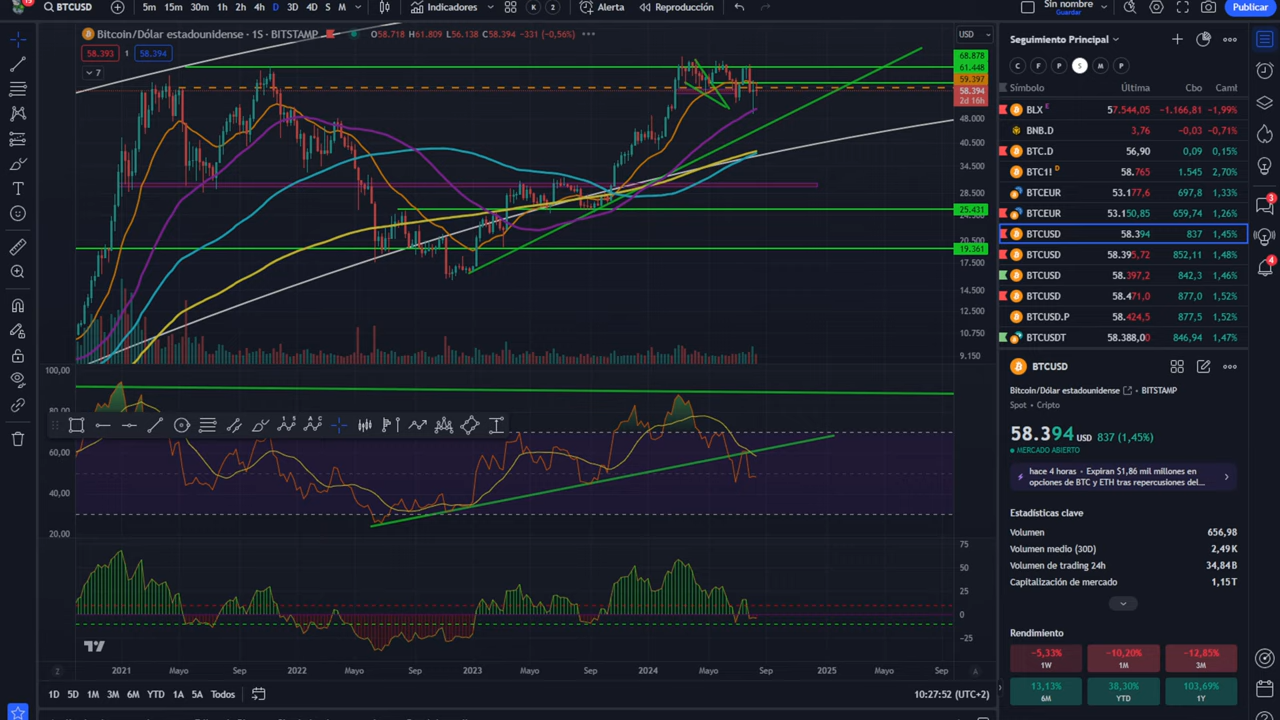 15
BTCUSD
5m 15m 30m 1h 2h 4h D 3D 4D S M
Indicadores
K 2
Alerta
Reproducción
Sin nombre
Guardar
Publicar
Bitcoin/Dólar estadounidense · 1S · BITSTAMP
O58.718 H61.809 L56.138 C58.394 −331 (−0,56%)
58.393 1 58.394
7
USD
68.878
61.448
59.397
58.394
2d 16h
48.000
40.500
34.500
28.500
25.431
20.500
19.361
17.500
14.500
12.500
10.750
9.150
100,00
80,00
60,00
40,00
20,00
75
50
25
0
−25
Z 2021 Mayo Sep 2022 Mayo Sep 2023 Mayo Sep 2024 Mayo Sep 2025 Mayo Sep A
1D 5D 1M 3M 6M YTD 1A 5A Todos
10:27:52 (UTC+2)
Seguimiento Principal
C F P S M P
Símbolo Última Cbo Cam%
BLX E 57.544,05 −1.166,81 −1,99%
BNB.D 3,76 −0,03 −0,71%
BTC.D 56,90 0,09 0,15%
BTC1! D 58.765 1.545 2,70%
BTCEUR 53.177,6 697,8 1,33%
BTCEUR 53.150,85 659,74 1,26%
BTCUSD 58.394 837 1,45%
BTCUSD 58.395,72 852,11 1,48%
BTCUSD 58.397,2 842,3 1,46%
BTCUSD 58.471,0 877,0 1,52%
BTCUSD.P 58.424,5 877,5 1,52%
BTCUSDT 58.388,00 846,94 1,47%
BTCUSD
Bitcoin/Dólar estadounidense · BITSTAMP
Spot · Cripto
58.394 USD 837 (1,45%)
MERCADO ABIERTO
hace 4 horas · Expiran $1,86 mil millones en
opciones de BTC y ETH tras repercusiones del...
Estadísticas clave
Volumen 656,98
Volumen medio (30D) 2,49K
Volumen de trading 24h 34,84B
Capitalización de mercado 1,15T
Rendimiento
−5,33% −10,20% −12,85%
1W 1M 3M
13,13% 38,30% 103,69%
6M YTD 1Y
3
4